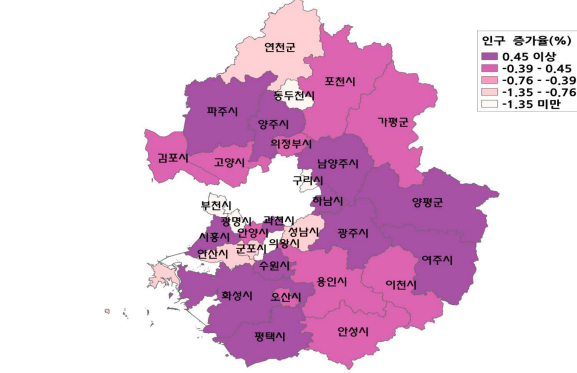 인구 증가율(%)
0.45 이상
-0.39 - 0.45
-0.76 - -0.39
-1.35 - -0.76
-1.35 미만
연천군
포천시
동두천시
파주시
양주시
가평군
의정부시
김포시
고양시
남양주시
구리시
부천시
하남시
양평군
광명시
과천시
시흥시
안양시
성남시
광주시
군포시
의왕시
안산시
여주시
수원시
용인시
이천시
화성시
오산시
평택시
안성시